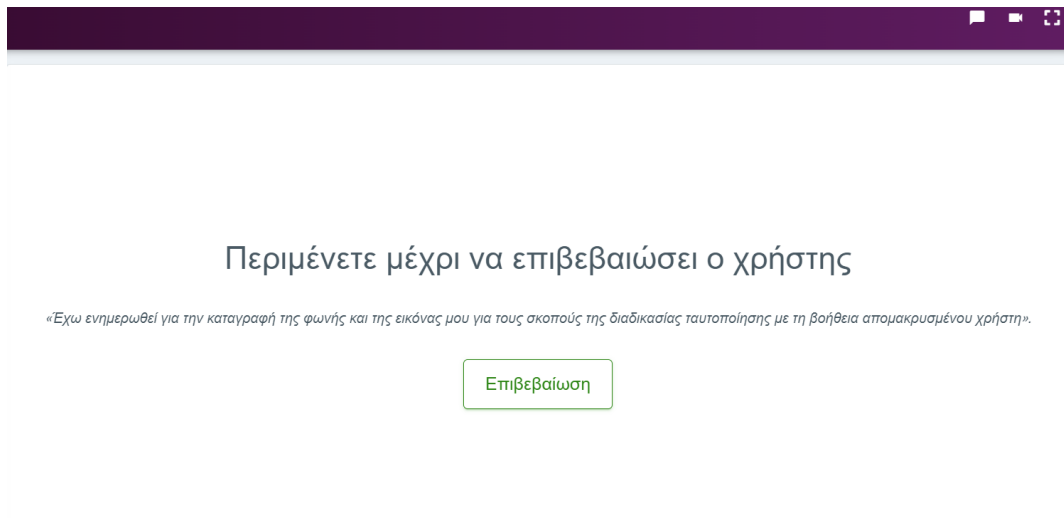 Περιμένετε μέχρι να επιβεβαιώσει ο χρήστης
«Έχω ενημερωθεί για την καταγραφή της φωνής και της εικόνας μου για τους σκοπούς της διαδικασίας ταυτοποίησης με τη βοήθεια απομακρυσμένου χρήστη».
Επιβεβαίωση